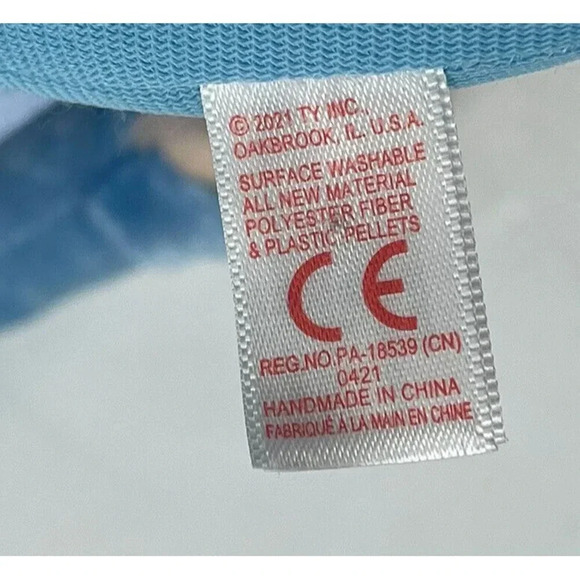 © 2021 TY INC.
OAKBROOK, IL. U.S.A.
SURFACE WASHABLE
ALL NEW MATERIAL
POLYESTER FIBER
& PLASTIC PELLETS
CE
REG.NO.PA-18539 (CN)
0421
HANDMADE IN CHINA
FABRIQUÉ À LA MAIN EN CHINE